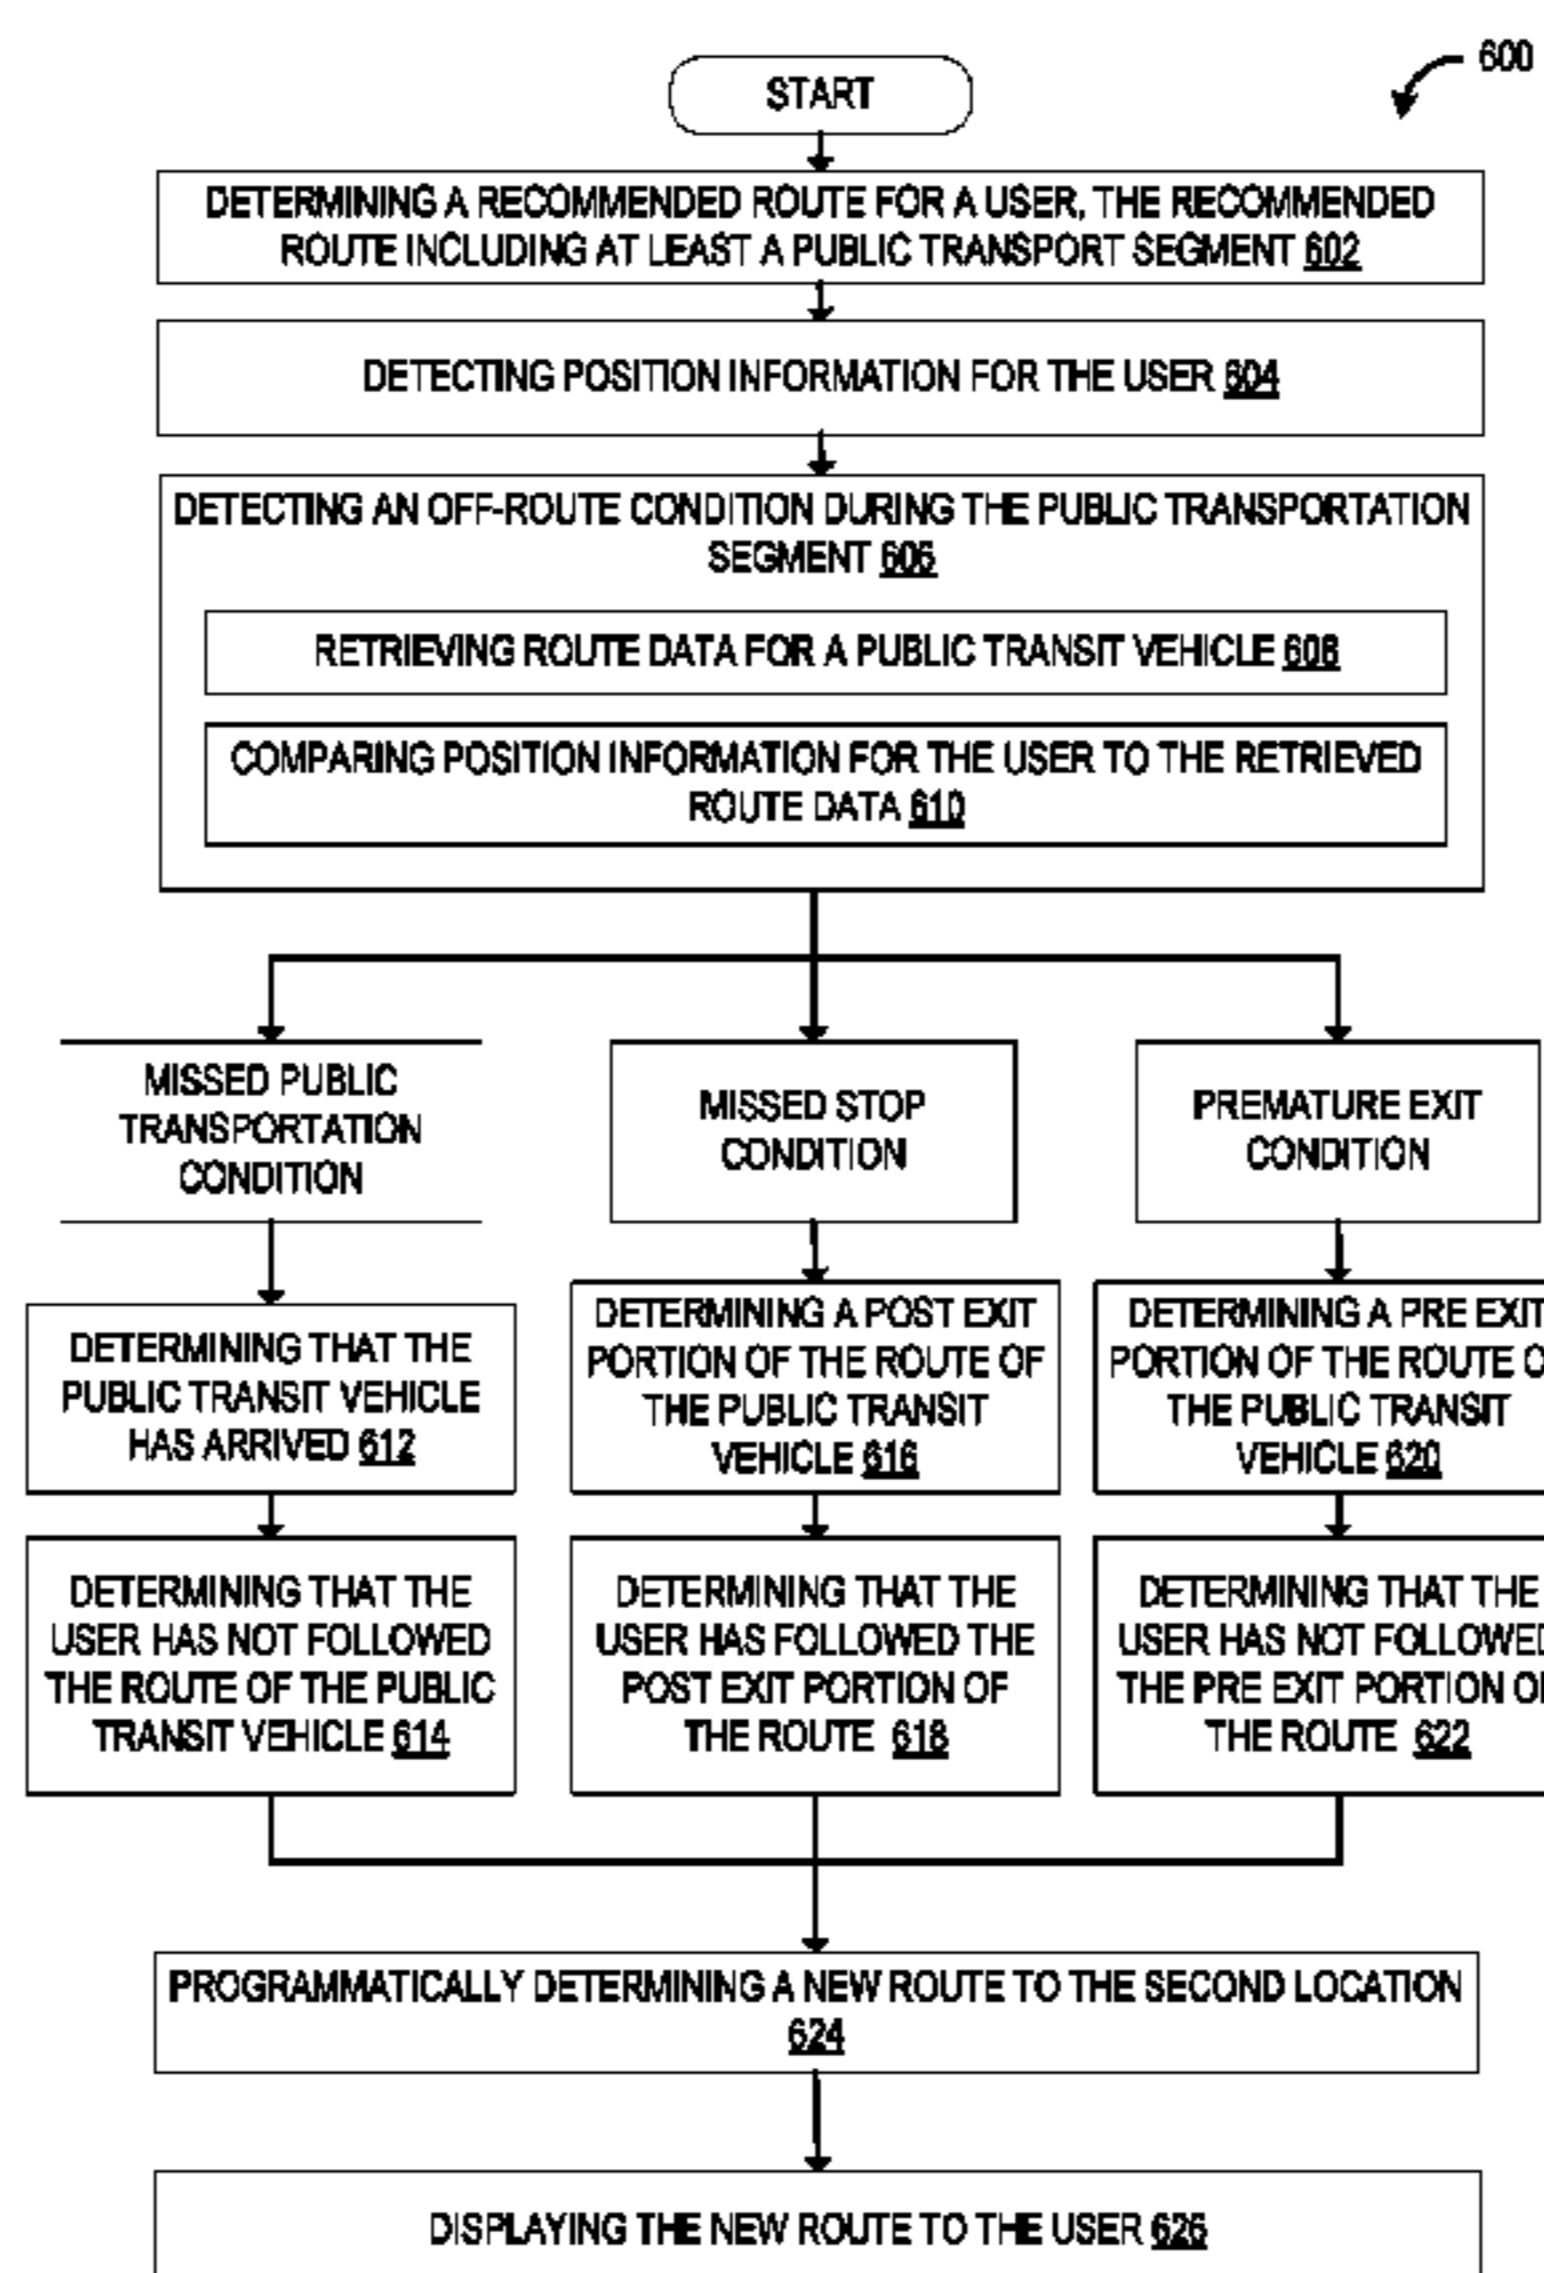 600
START
DETERMINING A RECOMMENDED ROUTE FOR A USER, THE RECOMMENDED
ROUTE INCLUDING AT LEAST A PUBLIC TRANSPORT SEGMENT 602
DETECTING POSITION INFORMATION FOR THE USER 604
DETECTING AN OFF-ROUTE CONDITION DURING THE PUBLIC TRANSPORTATION
SEGMENT 606
RETRIEVING ROUTE DATA FOR A PUBLIC TRANSIT VEHICLE 608
COMPARING POSITION INFORMATION FOR THE USER TO THE RETRIEVED
ROUTE DATA 610
MISSED PUBLIC
TRANSPORTATION
CONDITION
MISSED STOP
CONDITION
PREMATURE EXIT
CONDITION
DETERMINING THAT THE
PUBLIC TRANSIT VEHICLE
HAS ARRIVED 612
DETERMINING A POST EXIT
PORTION OF THE ROUTE OF
THE PUBLIC TRANSIT
VEHICLE 616
DETERMINING A PRE EXIT
PORTION OF THE ROUTE
THE PUBLIC TRANSIT
VEHICLE 620
DETERMINING THAT THE
USER HAS NOT FOLLOWED
THE ROUTE OF THE PUBLIC
TRANSIT VEHICLE 614
DETERMINING THAT THE
USER HAS FOLLOWED THE
POST EXIT PORTION OF
THE ROUTE 618
DETERMINING THAT THE
USER HAS NOT FOLLOWED
THE PRE EXIT PORTION OF
THE ROUTE 622
PROGRAMMATICALLY DETERMINING A NEW ROUTE TO THE SECOND LOCATION
624
DISPLAYING THE NEW ROUTE TO THE USER 626